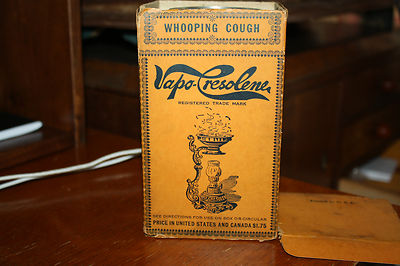 WHOOPING COUGH
Vapo-Cresolene
REGISTERED TRADE MARK
SEE DIRECTIONS FOR USE ON BOX OR CIRCULAR
PRICE IN UNITED STATES AND CANADA $1.75